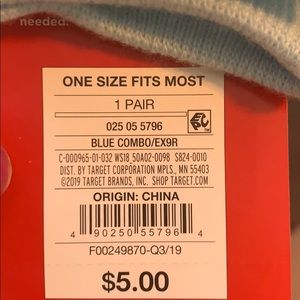 needed.
ONE SIZE FITS MOST
1 PAIR
025 05 5796
BLUE COMBO/EX9R
C-000965-01-032 WS18 50A02-0098 S824-0010
DIST. BY TARGET CORPORATION MPLS., MN 55403
©2019 TARGET BRANDS, INC. SHOP TARGET.COM
ORIGIN: CHINA
4 90250 55796 4
F00249870-Q3/19
$5.00